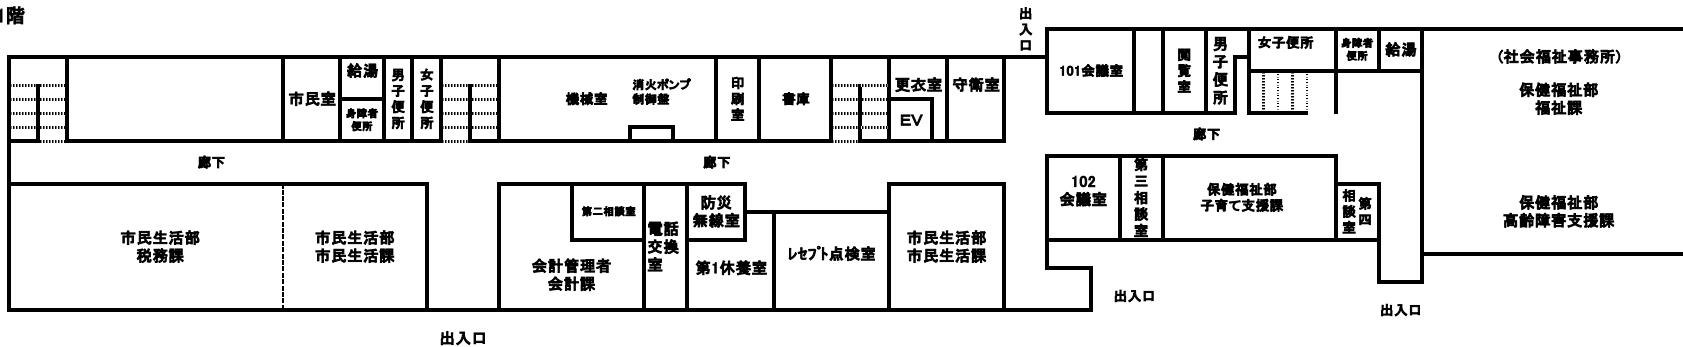 1階
出入口
101会議室
閲覧室
男子便所
女子便所
身障者
便所
給湯
(社会福祉事務所)
保健福祉部
福祉課
市民室
給湯
身障者
便所
男子便所
女子便所
機械室
消火ポンプ
制御盤
印刷室
書庫
更衣室
EV
守衛室
廊下
廊下
廊下
市民生活部
税務課
市民生活部
市民生活課
会計管理者
会計課
第二相談室
電話
交換
室
防災
無線室
第1休養室
レセプト点検室
市民生活部
市民生活課
102
会議室
第三相談室
保健福祉部
子育て支援課
第四
相談室
保健福祉部
高齢障害支援課
出入口
出入口
出入口